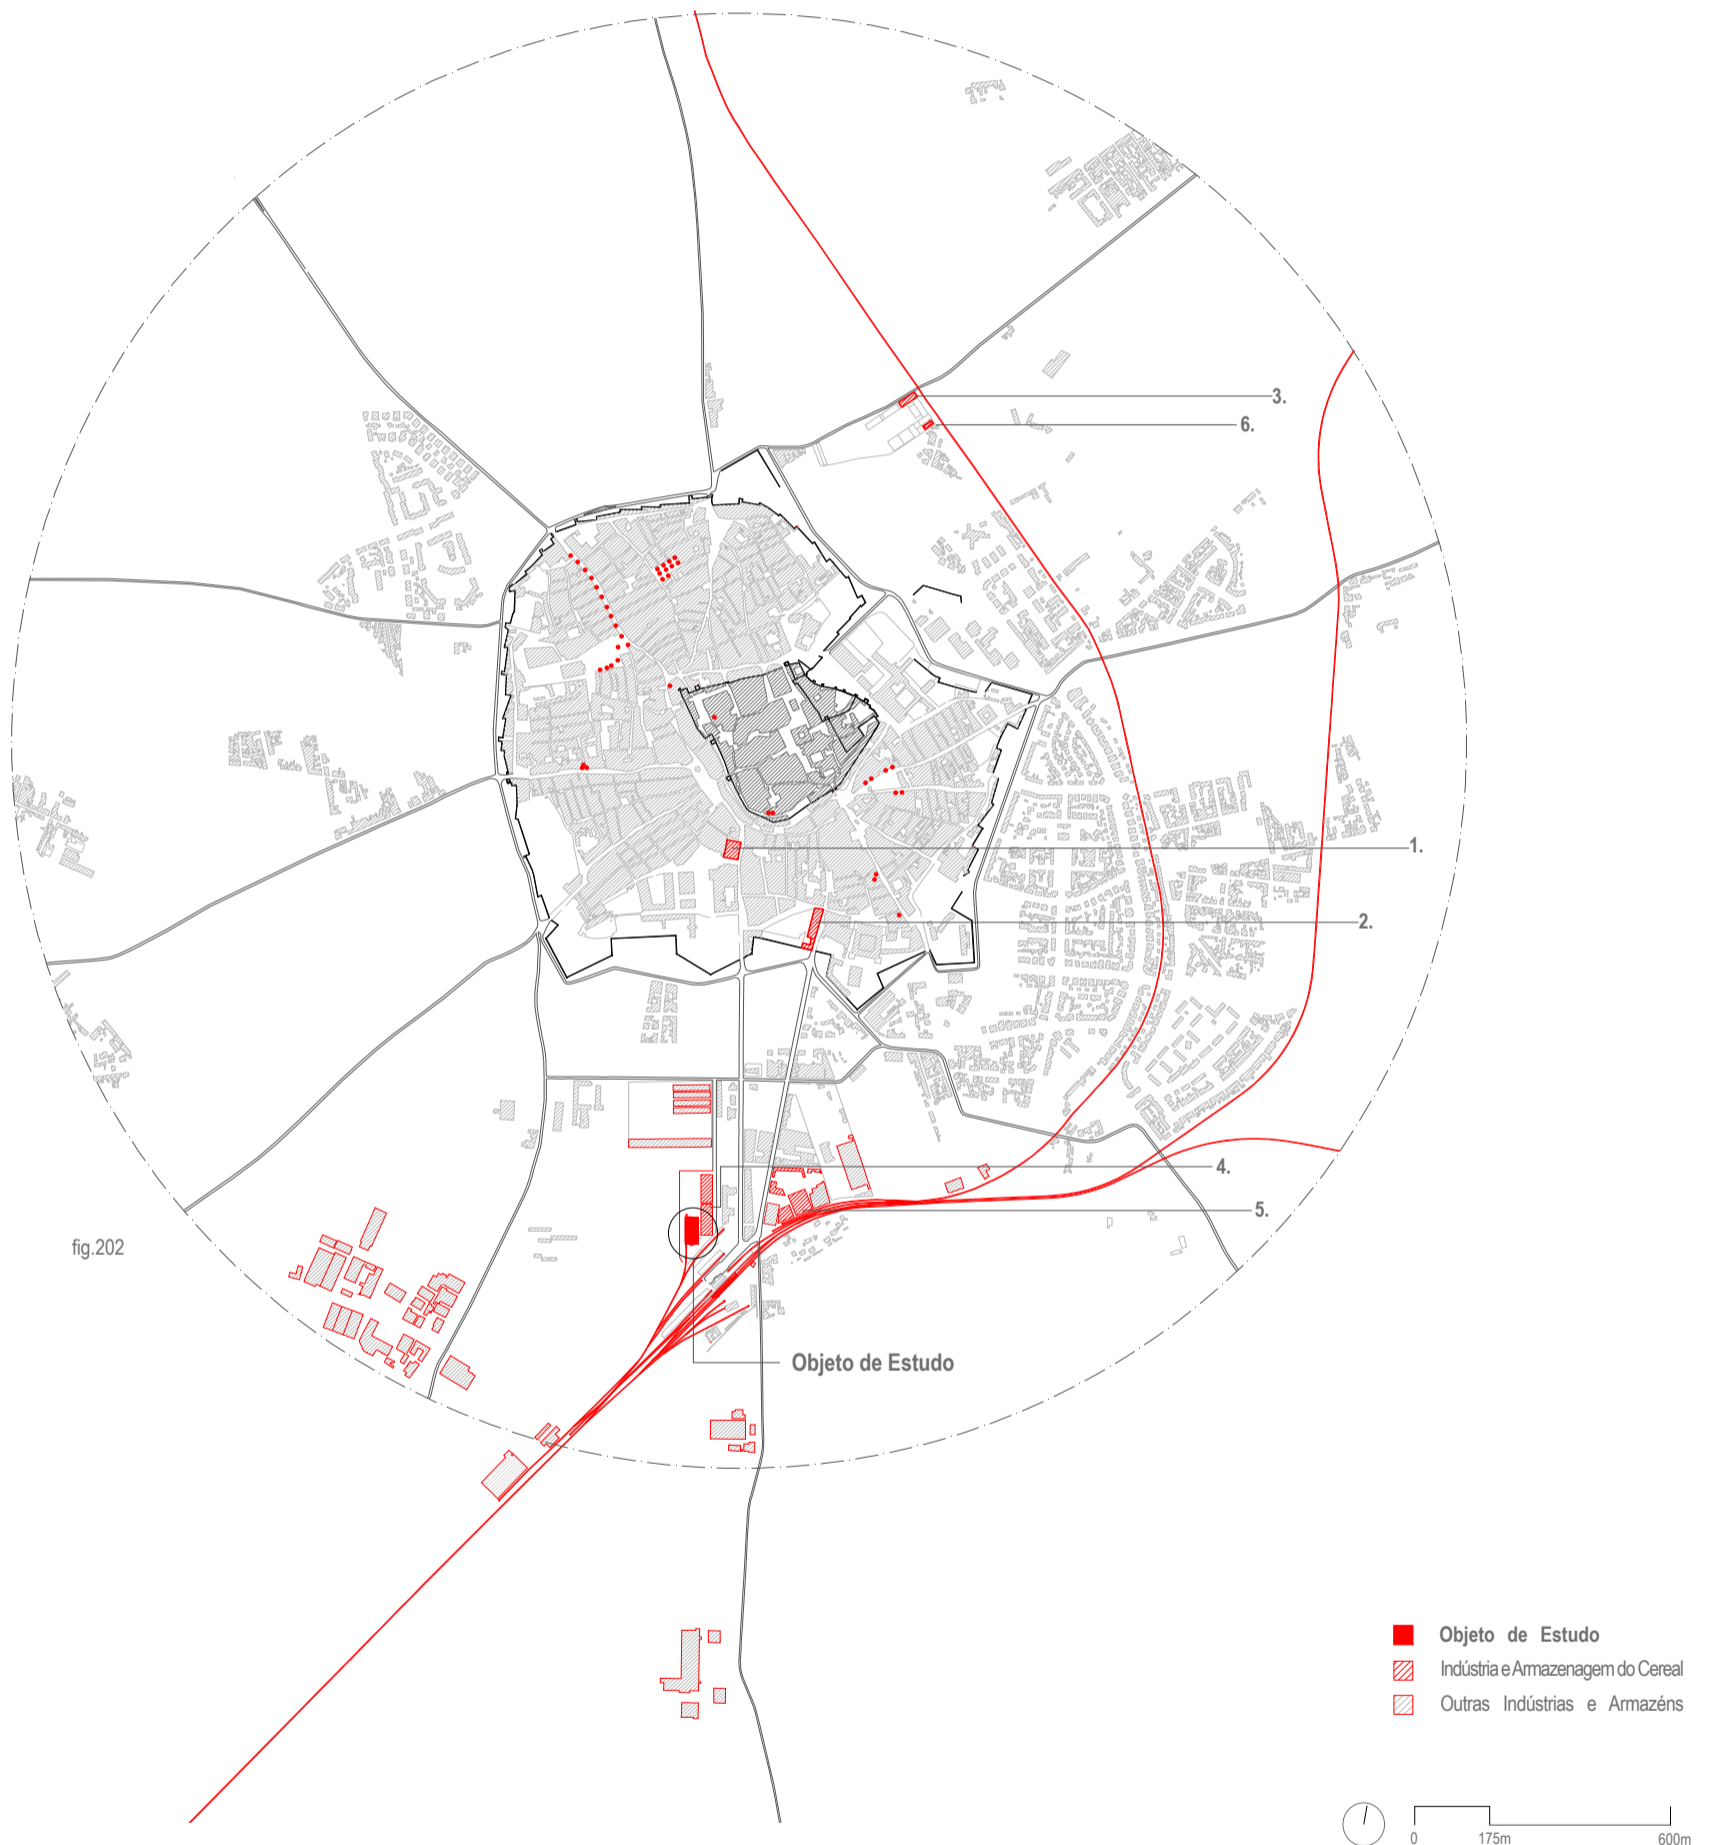 3.
6.
1.
2.
4.
5.
fig.202
Objeto de Estudo
Objeto de Estudo
Indústria e Armazenagem do Cereal
Outras Indústrias e Armazéns
0 175m 600m